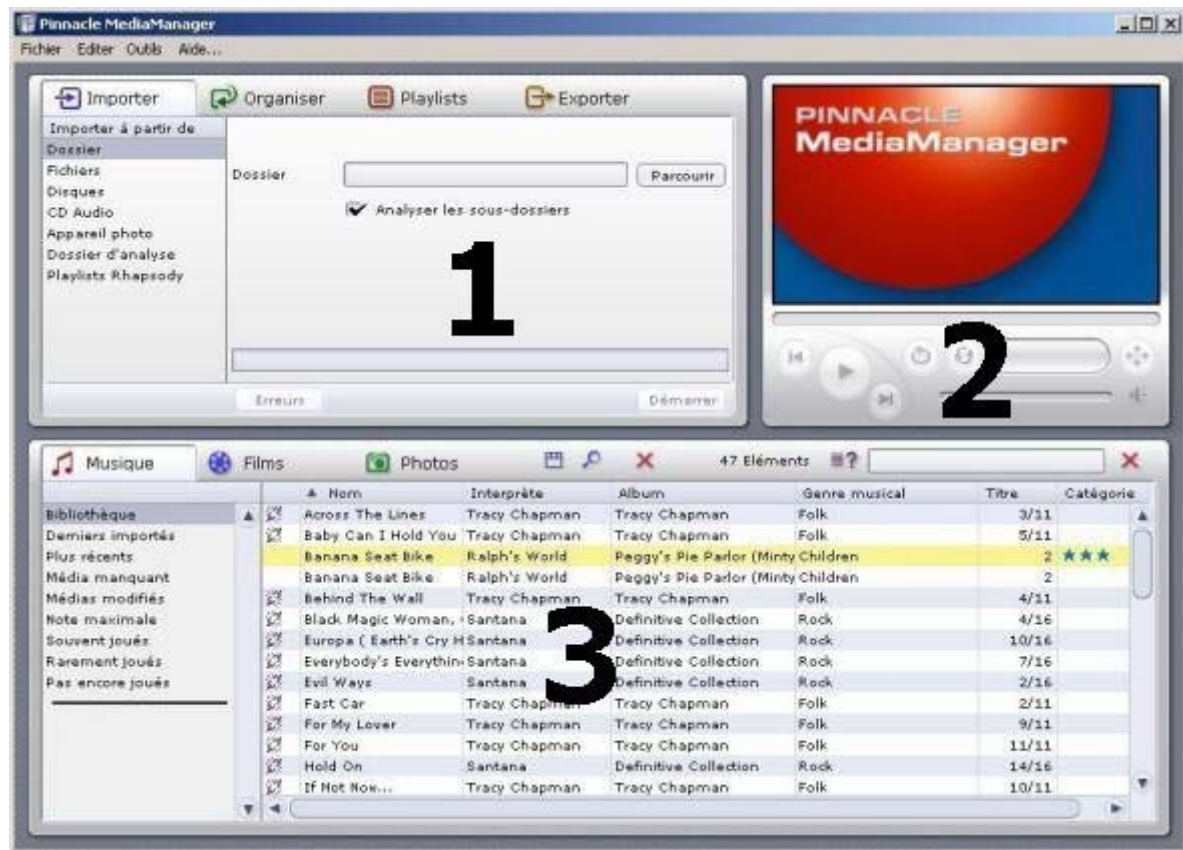 Pinnacle MediaManager
Fichier Editer Outils Aide...
Importer Organiser Playlists Exporter
Importer á partir de
Dossier
Fichiers
Disques
CD Audio
Appareil photo
Dossier d'analyse
Playlists Rhapsody
Dossier Parcourir
Analyser les sous-dossiers
1
Erreurs Démarrer
PINNACLE
MediaManager
2
Musique Films Photos 47 Eléments ?
Bibliothèque
Derniers importés
Plus récents
Média manquant
Médias modifiés
Note maximale
Souvent joués
Rarement joués
Pas encore joués
Nom Interprète Album Genre musical Titre Catégorie
Across The Lines Tracy Chapman Tracy Chapman Folk 3/11
Baby Can I Hold You Tracy Chapman Tracy Chapman Folk 5/11
Banana Seat Bike Ralph's World Peggy's Pie Parlor (Minty Children 2 ★★★
Banana Seat Bike Ralph's World Peggy's Pie Parlor (Minty Children 2
Behind The Wall Tracy Chapman Tracy Chapman Folk 4/11
Black Magic Woman, Santana Definitive Collection Rock 4/16
Europa ( Earth's Cry H Santana Definitive Collection Rock 10/16
Everybody's Everythin Santana Definitive Collection Rock 7/16
Evil Ways Santana Definitive Collection Rock 2/16
Fast Car Tracy Chapman Tracy Chapman Folk 2/11
For My Lover Tracy Chapman Tracy Chapman Folk 9/11
For You Tracy Chapman Tracy Chapman Folk 11/11
Hold On Santana Definitive Collection Rock 14/16
If Not Now... Tracy Chapman Tracy Chapman Folk 10/11
3